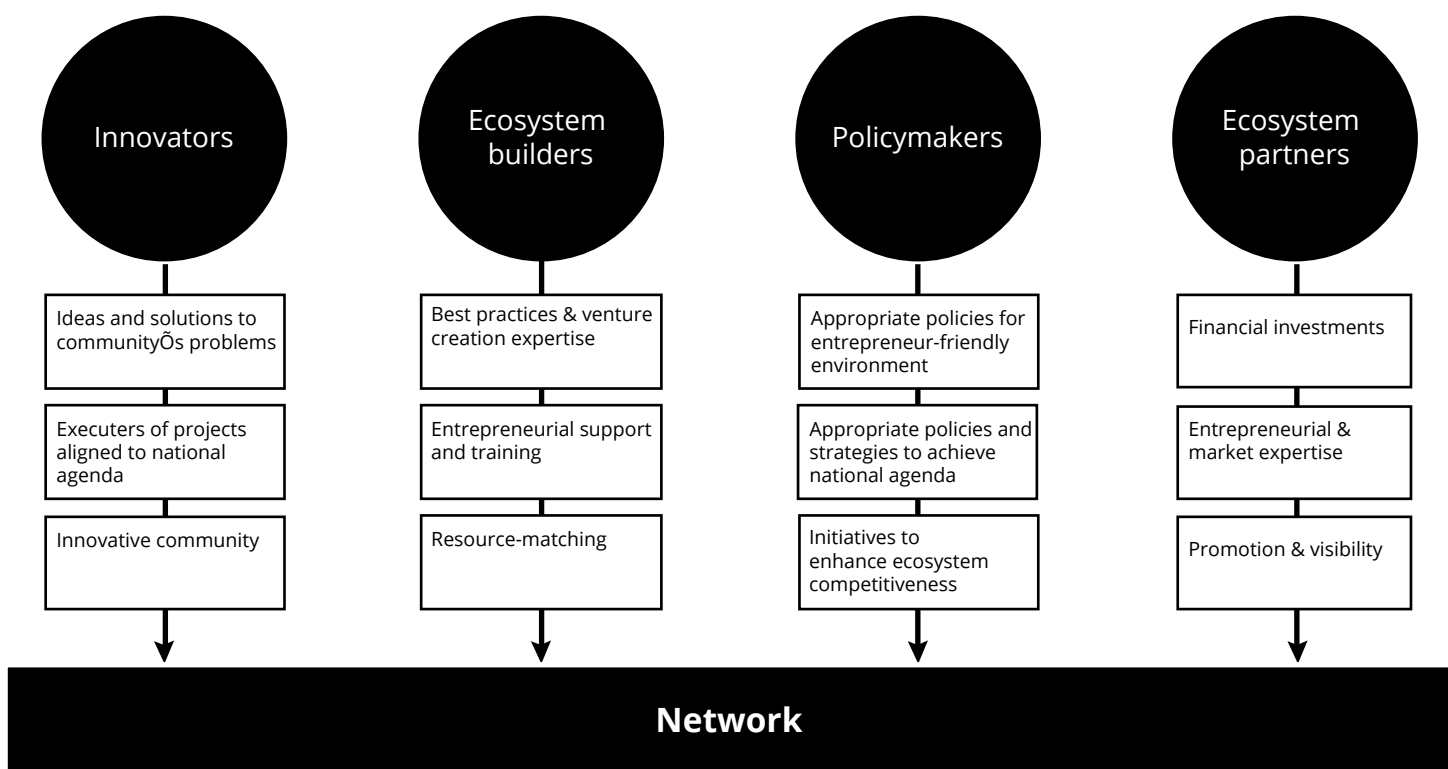 Innovators
Ecosystem
builders
Policymakers
Ecosystem
partners
Ideas and solutions to
communityÕs problems
Executers of projects
aligned to national
agenda
Innovative community
Best practices & venture
creation expertise
Entrepreneurial support
and training
Resource-matching
Appropriate policies for
entrepreneur-friendly
environment
Appropriate policies and
strategies to achieve
national agenda
Initiatives to
enhance ecosystem
competitiveness
Financial investments
Entrepreneurial &
market expertise
Promotion & visibility
Network